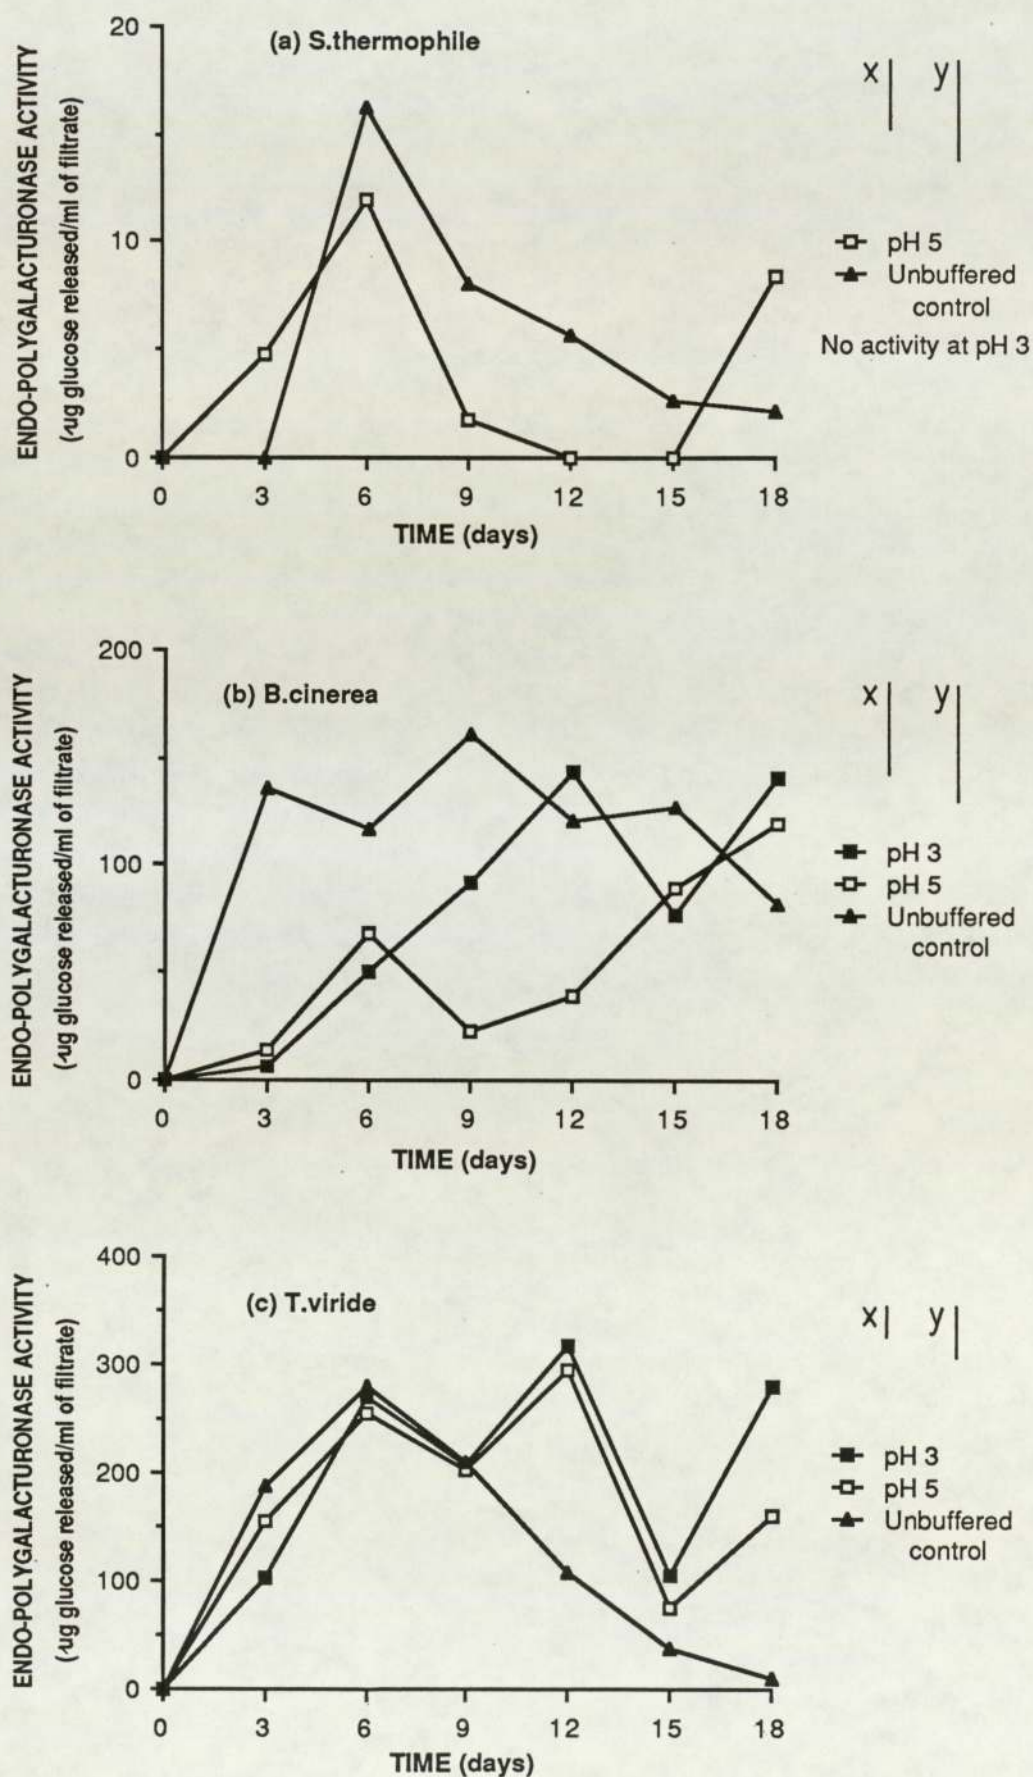 ENDO-POLYGALACTURONASE ACTIVITY
(µg glucose released/ml of filtrate)
(a) S.thermophile
20
10
0
0 3 6 9 12 15 18
TIME (days)
x y
pH 5
Unbuffered
control
No activity at pH 3
ENDO-POLYGALACTURONASE ACTIVITY
(µg glucose released/ml of filtrate)
(b) B.cinerea
200
100
0
0 3 6 9 12 15 18
TIME (days)
x y
pH 3
pH 5
Unbuffered
control
ENDO-POLYGALACTURONASE ACTIVITY
(µg glucose released/ml of filtrate)
(c) T.viride
400
300
200
100
0
0 3 6 9 12 15 18
TIME (days)
x y
pH 3
pH 5
Unbuffered
control